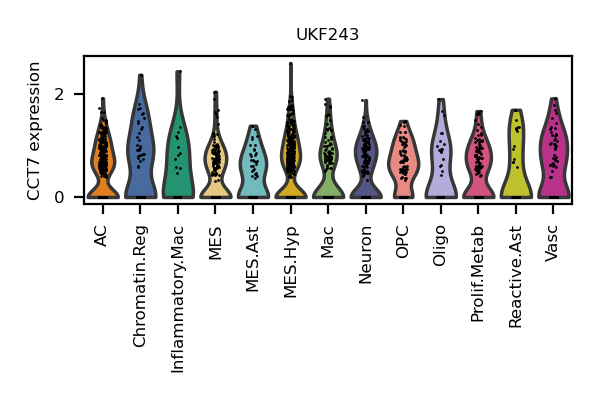 UKF243
CCT7 expression
2
0
AC
Chromatin.Reg
Inflammatory.Mac
MES
MES.Ast
MES.Hyp
Mac
Neuron
OPC
Oligo
Prolif.Metab
Reactive.Ast
Vasc